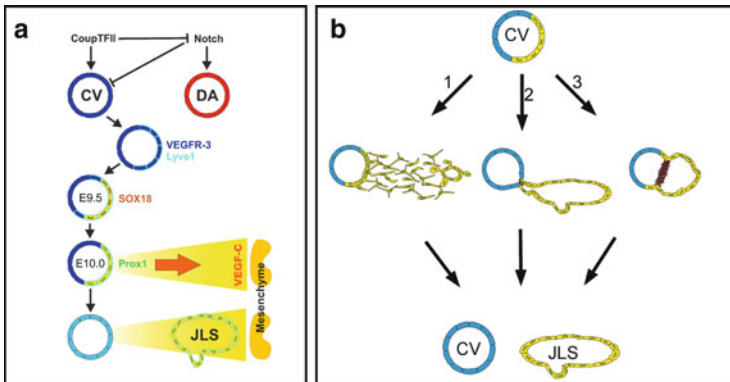 a
CoupTFII Notch
CV DA
VEGFR-3
Lyve1
E9.5 SOX18
E10.0 Prox1
VEGF-C
Mesenchyme
JLS
b
CV
1 2 3
CV JLS